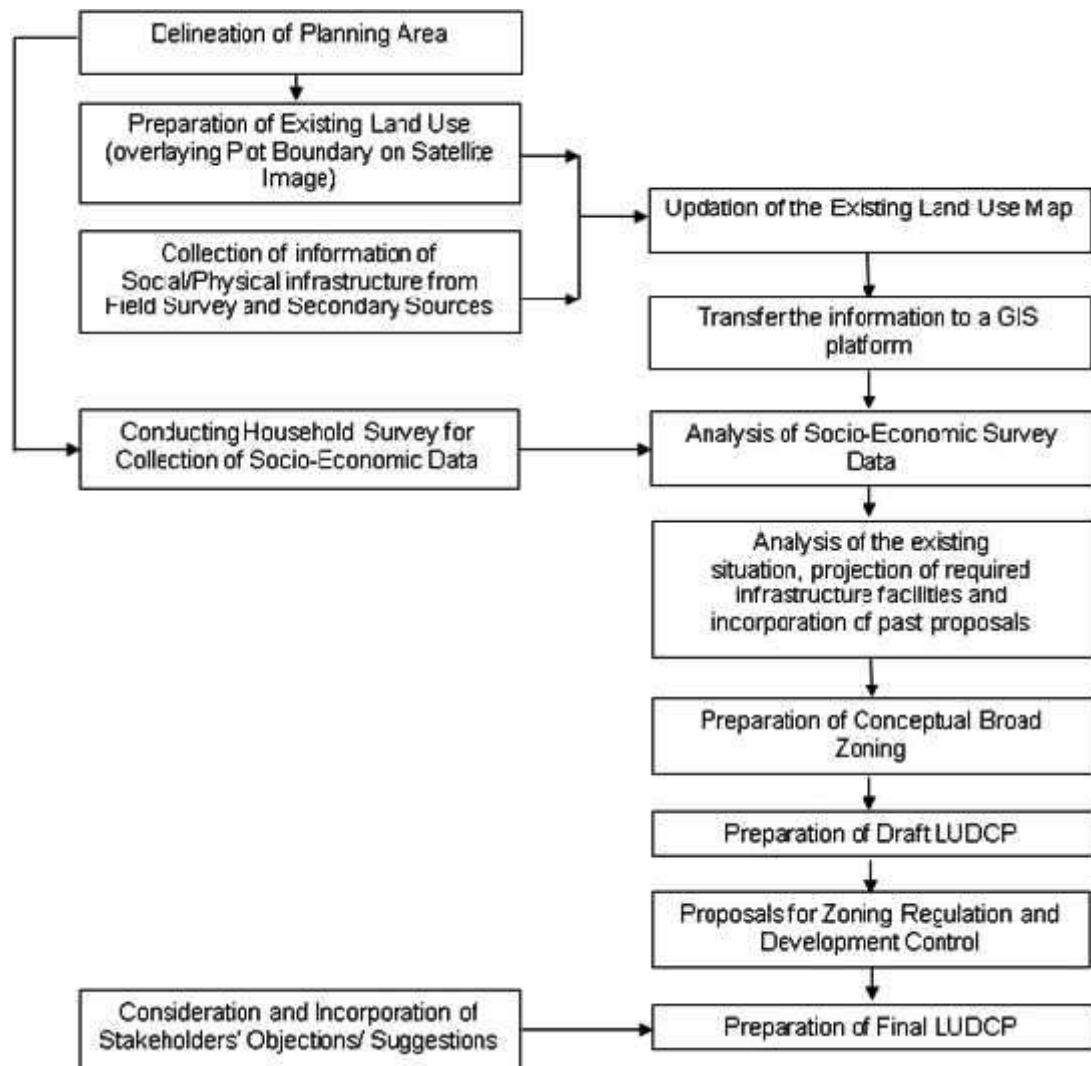 Delineation of Planning Area
Preparation of Existing Land Use
(overlaying Plot Boundary on Satellite
Image)
Collection of information of
Social/Physical infrastructure from
Field Survey and Secondary Sources
Conducting Household Survey for
Collection of Socio-Economic Data
Updation of the Existing Land Use Map
Transfer the information to a GIS
platform
Analysis of Socio-Economic Survey
Data
Analysis of the existing
situation, projection of required
infrastructure facilities and
incorporation of past proposals
Preparation of Conceptual Broad
Zoning
Preparation of Draft LUDCP
Proposals for Zoning Regulation and
Development Control
Consideration and Incorporation of
Stakeholders' Objections/ Suggestions
Preparation of Final LUDCP